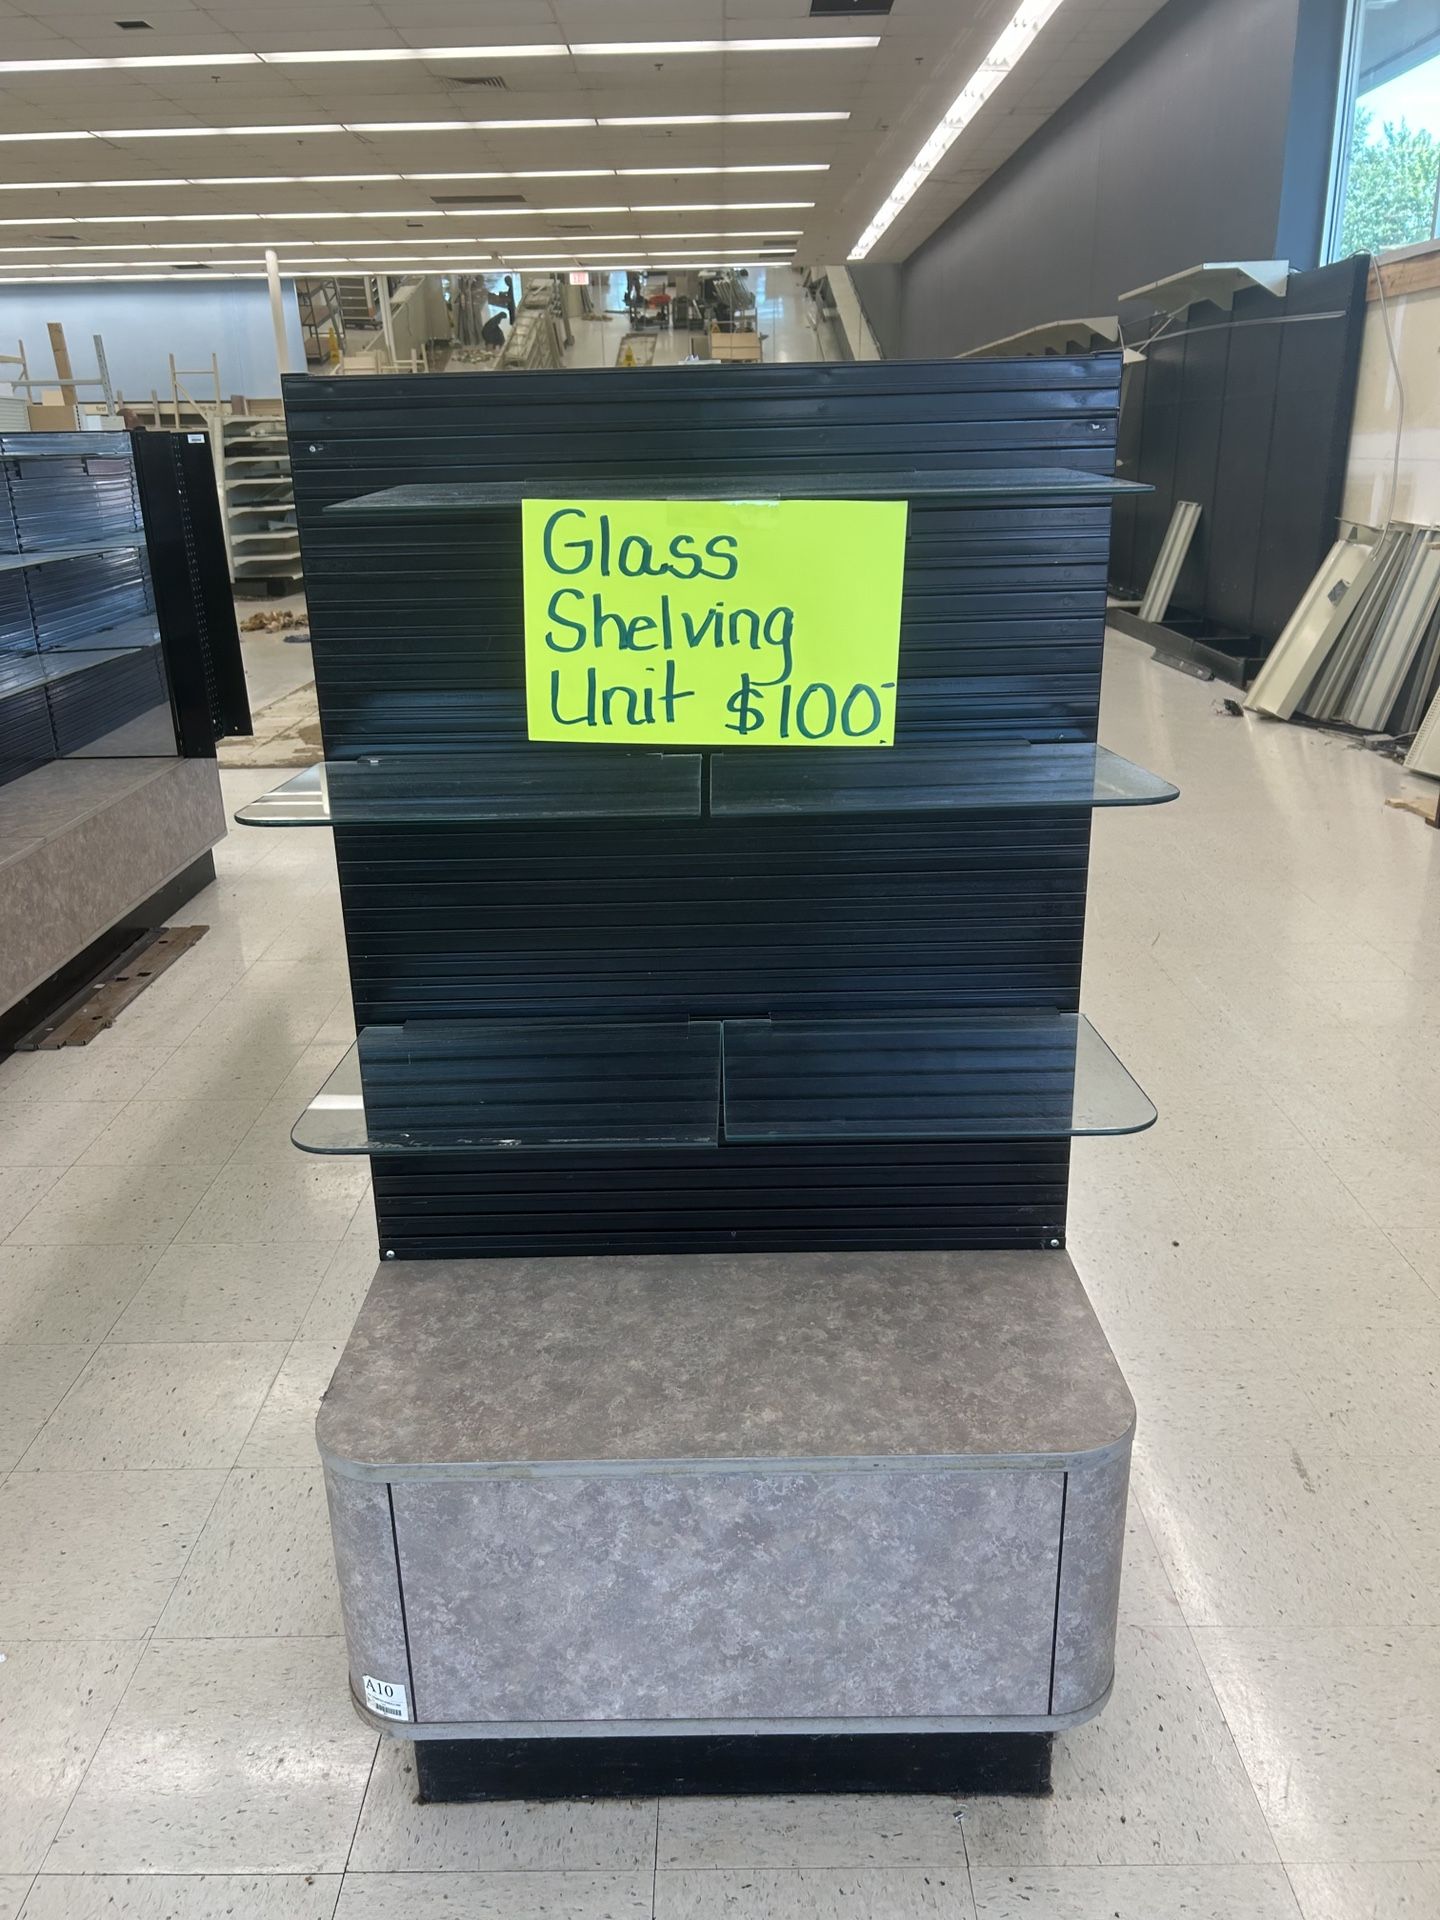 Glass
Shelving
Unit $100.-
A10